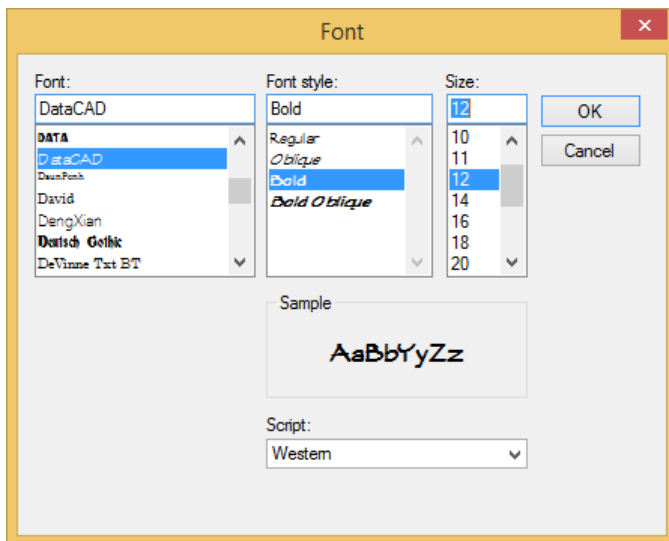 Font
Font:
DataCAD
DATA
DataCAD
DaunPenh
David
DengXian
Deutsch Gothic
DeVinne Txt BT
Font style:
Bold
Regular
Oblique
Bold
Bold Oblique
Size:
12
10
11
12
14
16
18
20
OK
Cancel
Sample
AaBbYyZz
Script:
Western